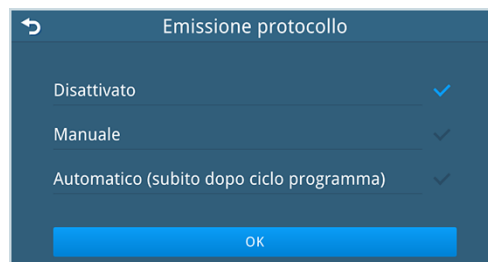 Emissione protocollo
Disattivato
Manuale
Automatico (subito dopo ciclo programma)
OK